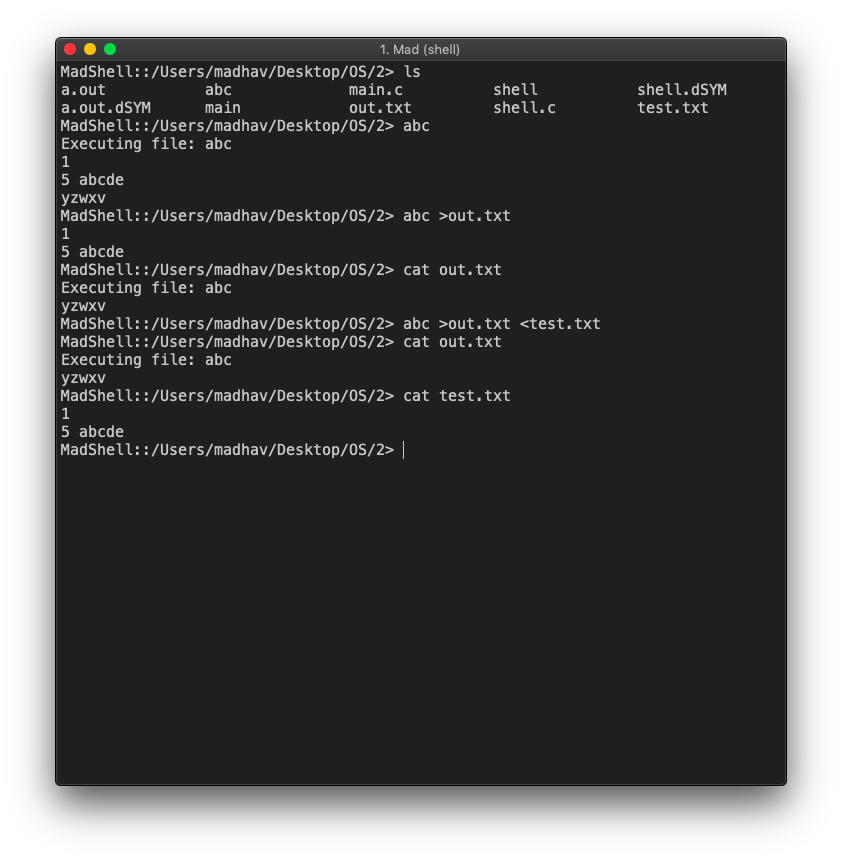 1. Mad (shell)
MadShell::/Users/madhav/Desktop/OS/2> ls
a.out abc main.c shell shell.dSYM
a.out.dSYM main out.txt shell.c test.txt
MadShell::/Users/madhav/Desktop/OS/2> abc
Executing file: abc
1
5 abcde
yzwxv
MadShell::/Users/madhav/Desktop/OS/2> abc >out.txt
1
5 abcde
MadShell::/Users/madhav/Desktop/OS/2> cat out.txt
Executing file: abc
yzwxv
MadShell::/Users/madhav/Desktop/OS/2> abc >out.txt <test.txt
MadShell::/Users/madhav/Desktop/OS/2> cat out.txt
Executing file: abc
yzwxv
MadShell::/Users/madhav/Desktop/OS/2> cat test.txt
1
5 abcde
MadShell::/Users/madhav/Desktop/OS/2>